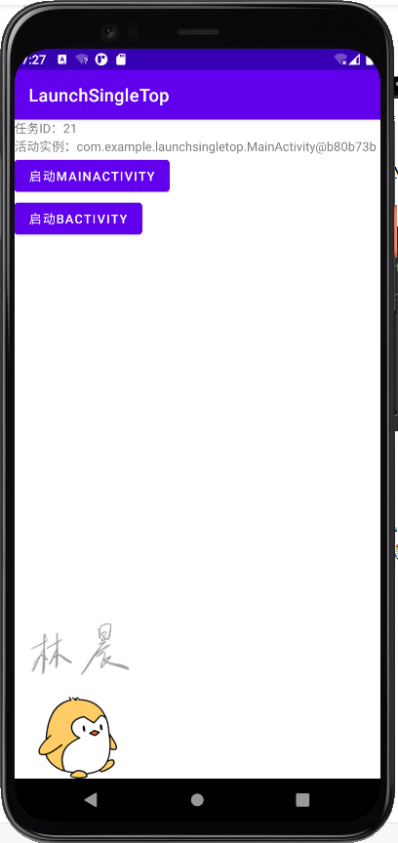 7:27
LaunchSingleTop
任务ID：21
活动实例：com.example.launchsingletop.MainActivity@b80b73b
启动MAINACTIVITY
启动BACTIVITY
林晨